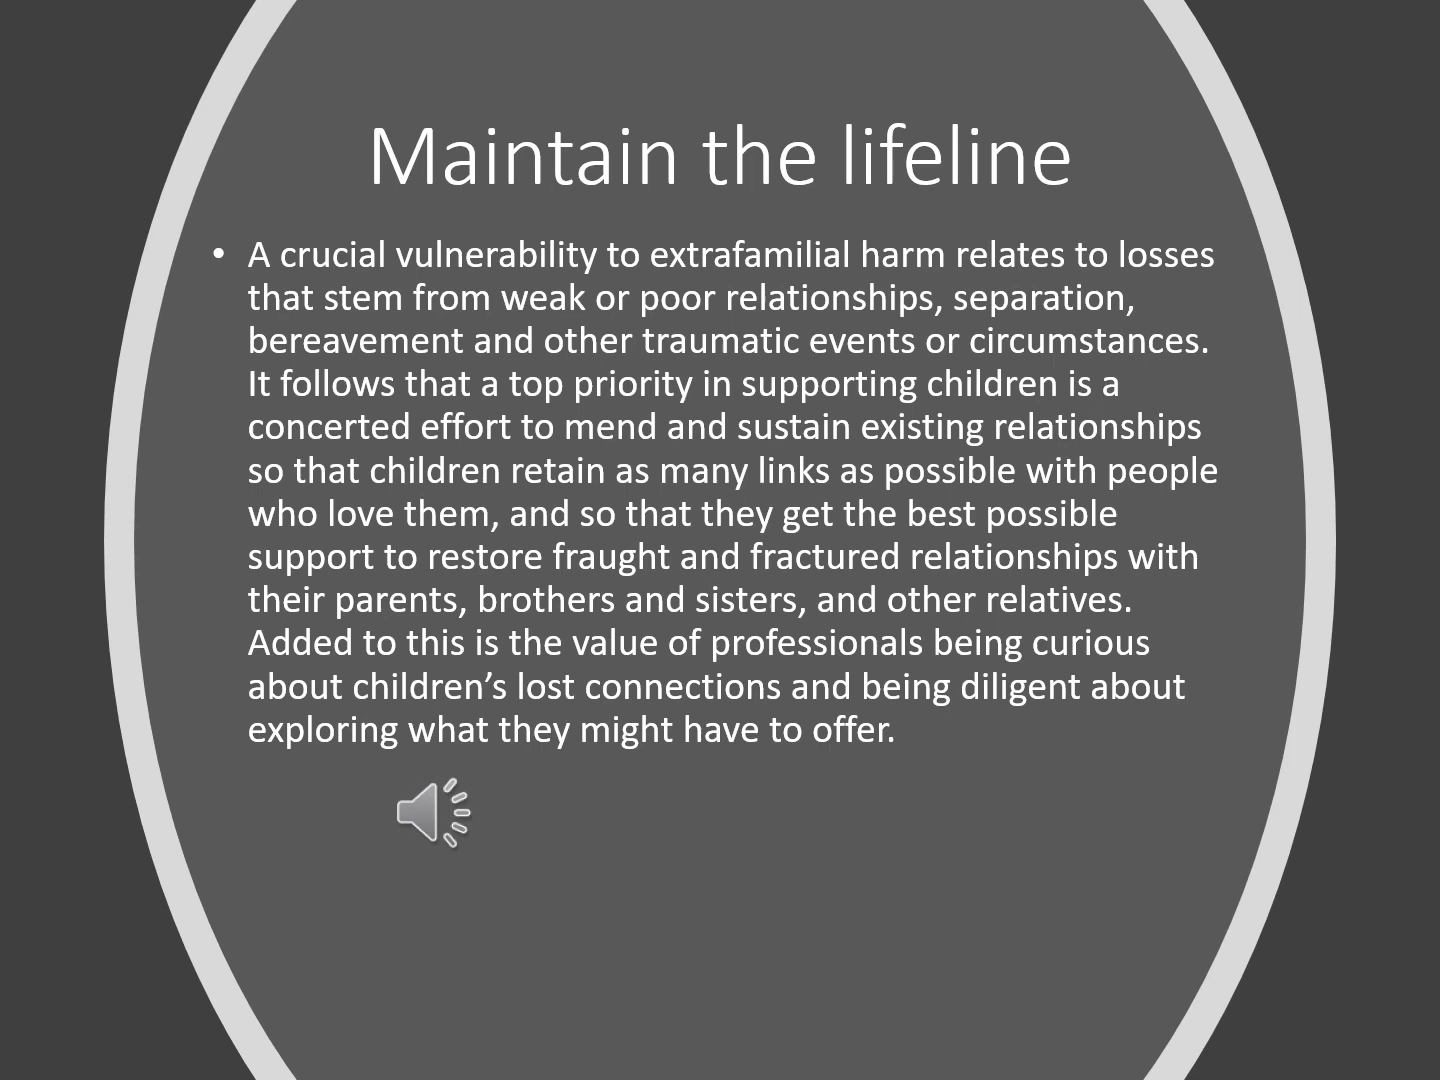 Maintain the lifeline
• A crucial vulnerability to extrafamilial harm relates to losses
that stem from weak or poor relationships, separation,
bereavement and other traumatic events or circumstances.
It follows that a top priority in supporting children is a
concerted effort to mend and sustain existing relationships
so that children retain as many links as possible with people
who love them, and so that they get the best possible
support to restore fraught and fractured relationships with
their parents, brothers and sisters, and other relatives.
Added to this is the value of professionals being curious
about children’s lost connections and being diligent about
exploring what they might have to offer.